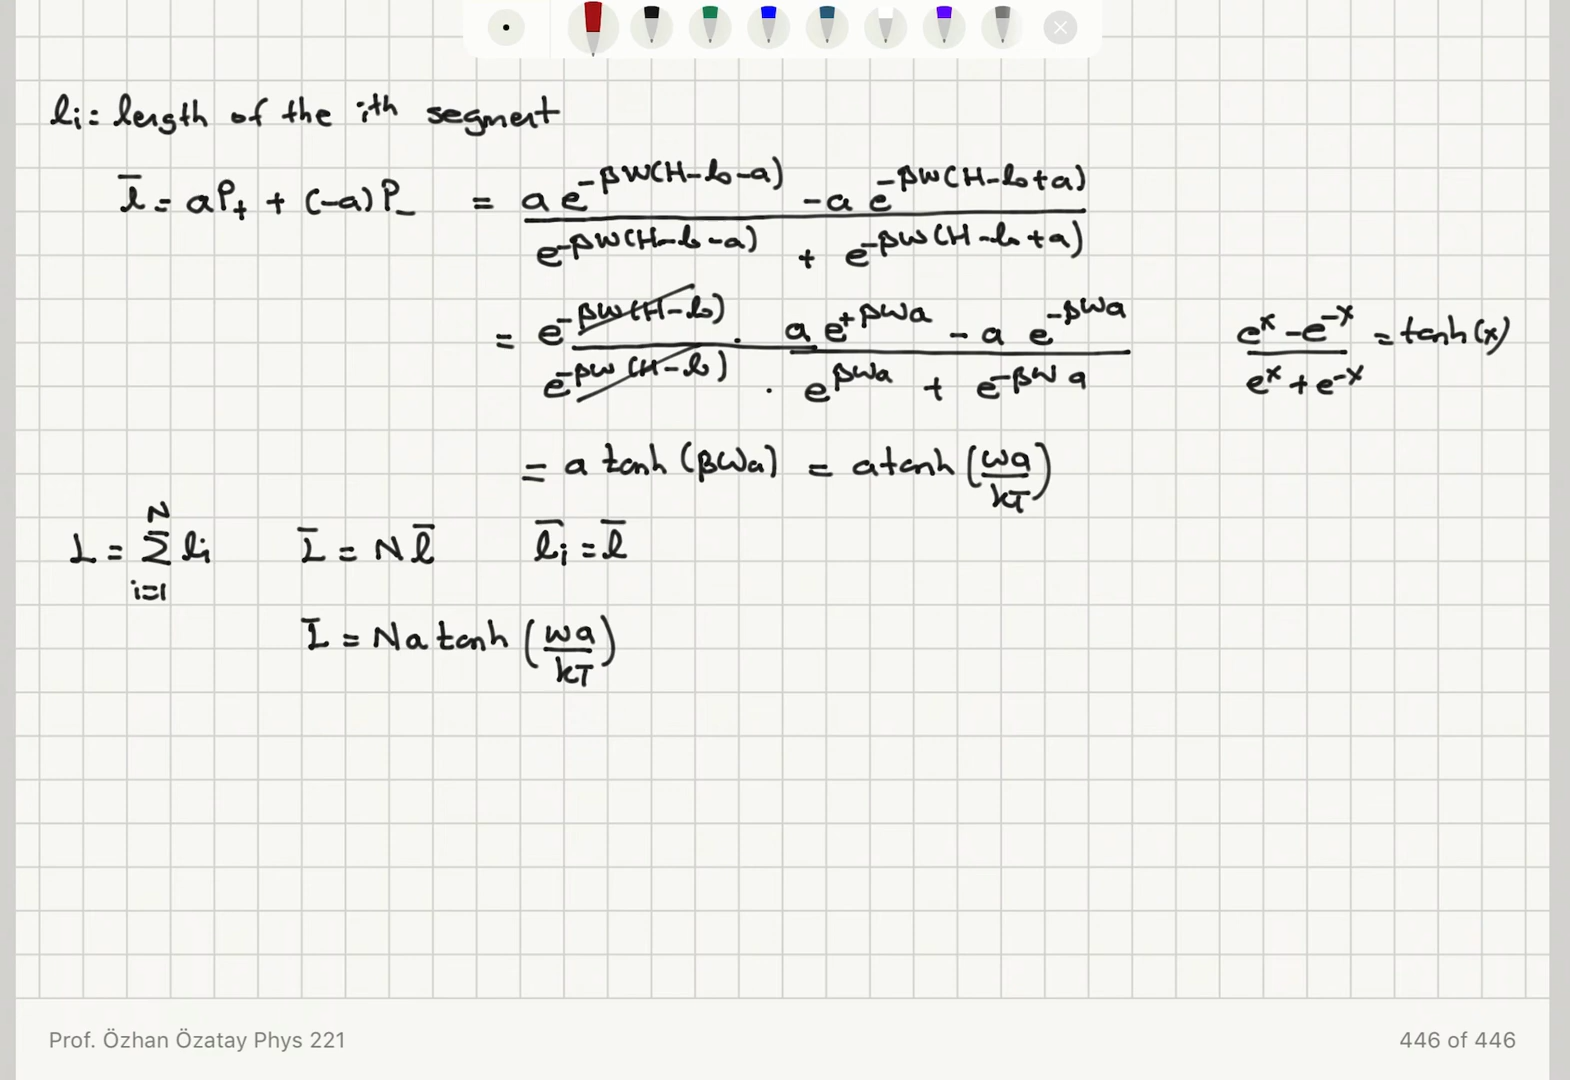 li = length of the ith segment
l̄ = aP₊ + (-a)P₋ = (a e^{-βW(H-l₀-a)} - a e^{-βW(H-l₀+a)}) / (e^{-βW(H-l₀-a)} + e^{-βW(H-l₀+a)})
= (e^{-βW(H-l₀)} . a e^{+βWa} - a e^{-βWa}) / (e^{-βW(H-l₀)} . e^{βWa} + e^{-βWa})
(e^x - e^{-x}) / (e^x + e^{-x}) = tanh(x)
= a tanh(βWa) = a tanh(Wa/kT)
L = Σ_{i=1}^{N} li L̄ = N l̄ l̄i = l̄
L̄ = Na tanh(Wa/kT)
Prof. Özhan Özatay Phys 221
446 of 446